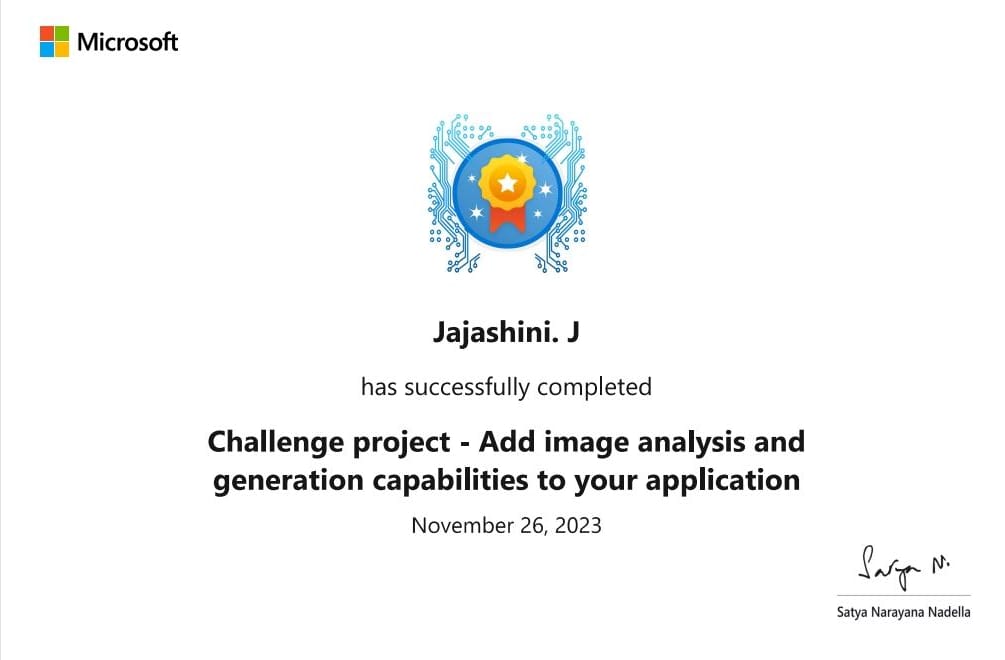 Microsoft
Jajashini. J
has successfully completed
Challenge project - Add image analysis and
generation capabilities to your application
November 26, 2023
Satya N.
Satya Narayana Nadella